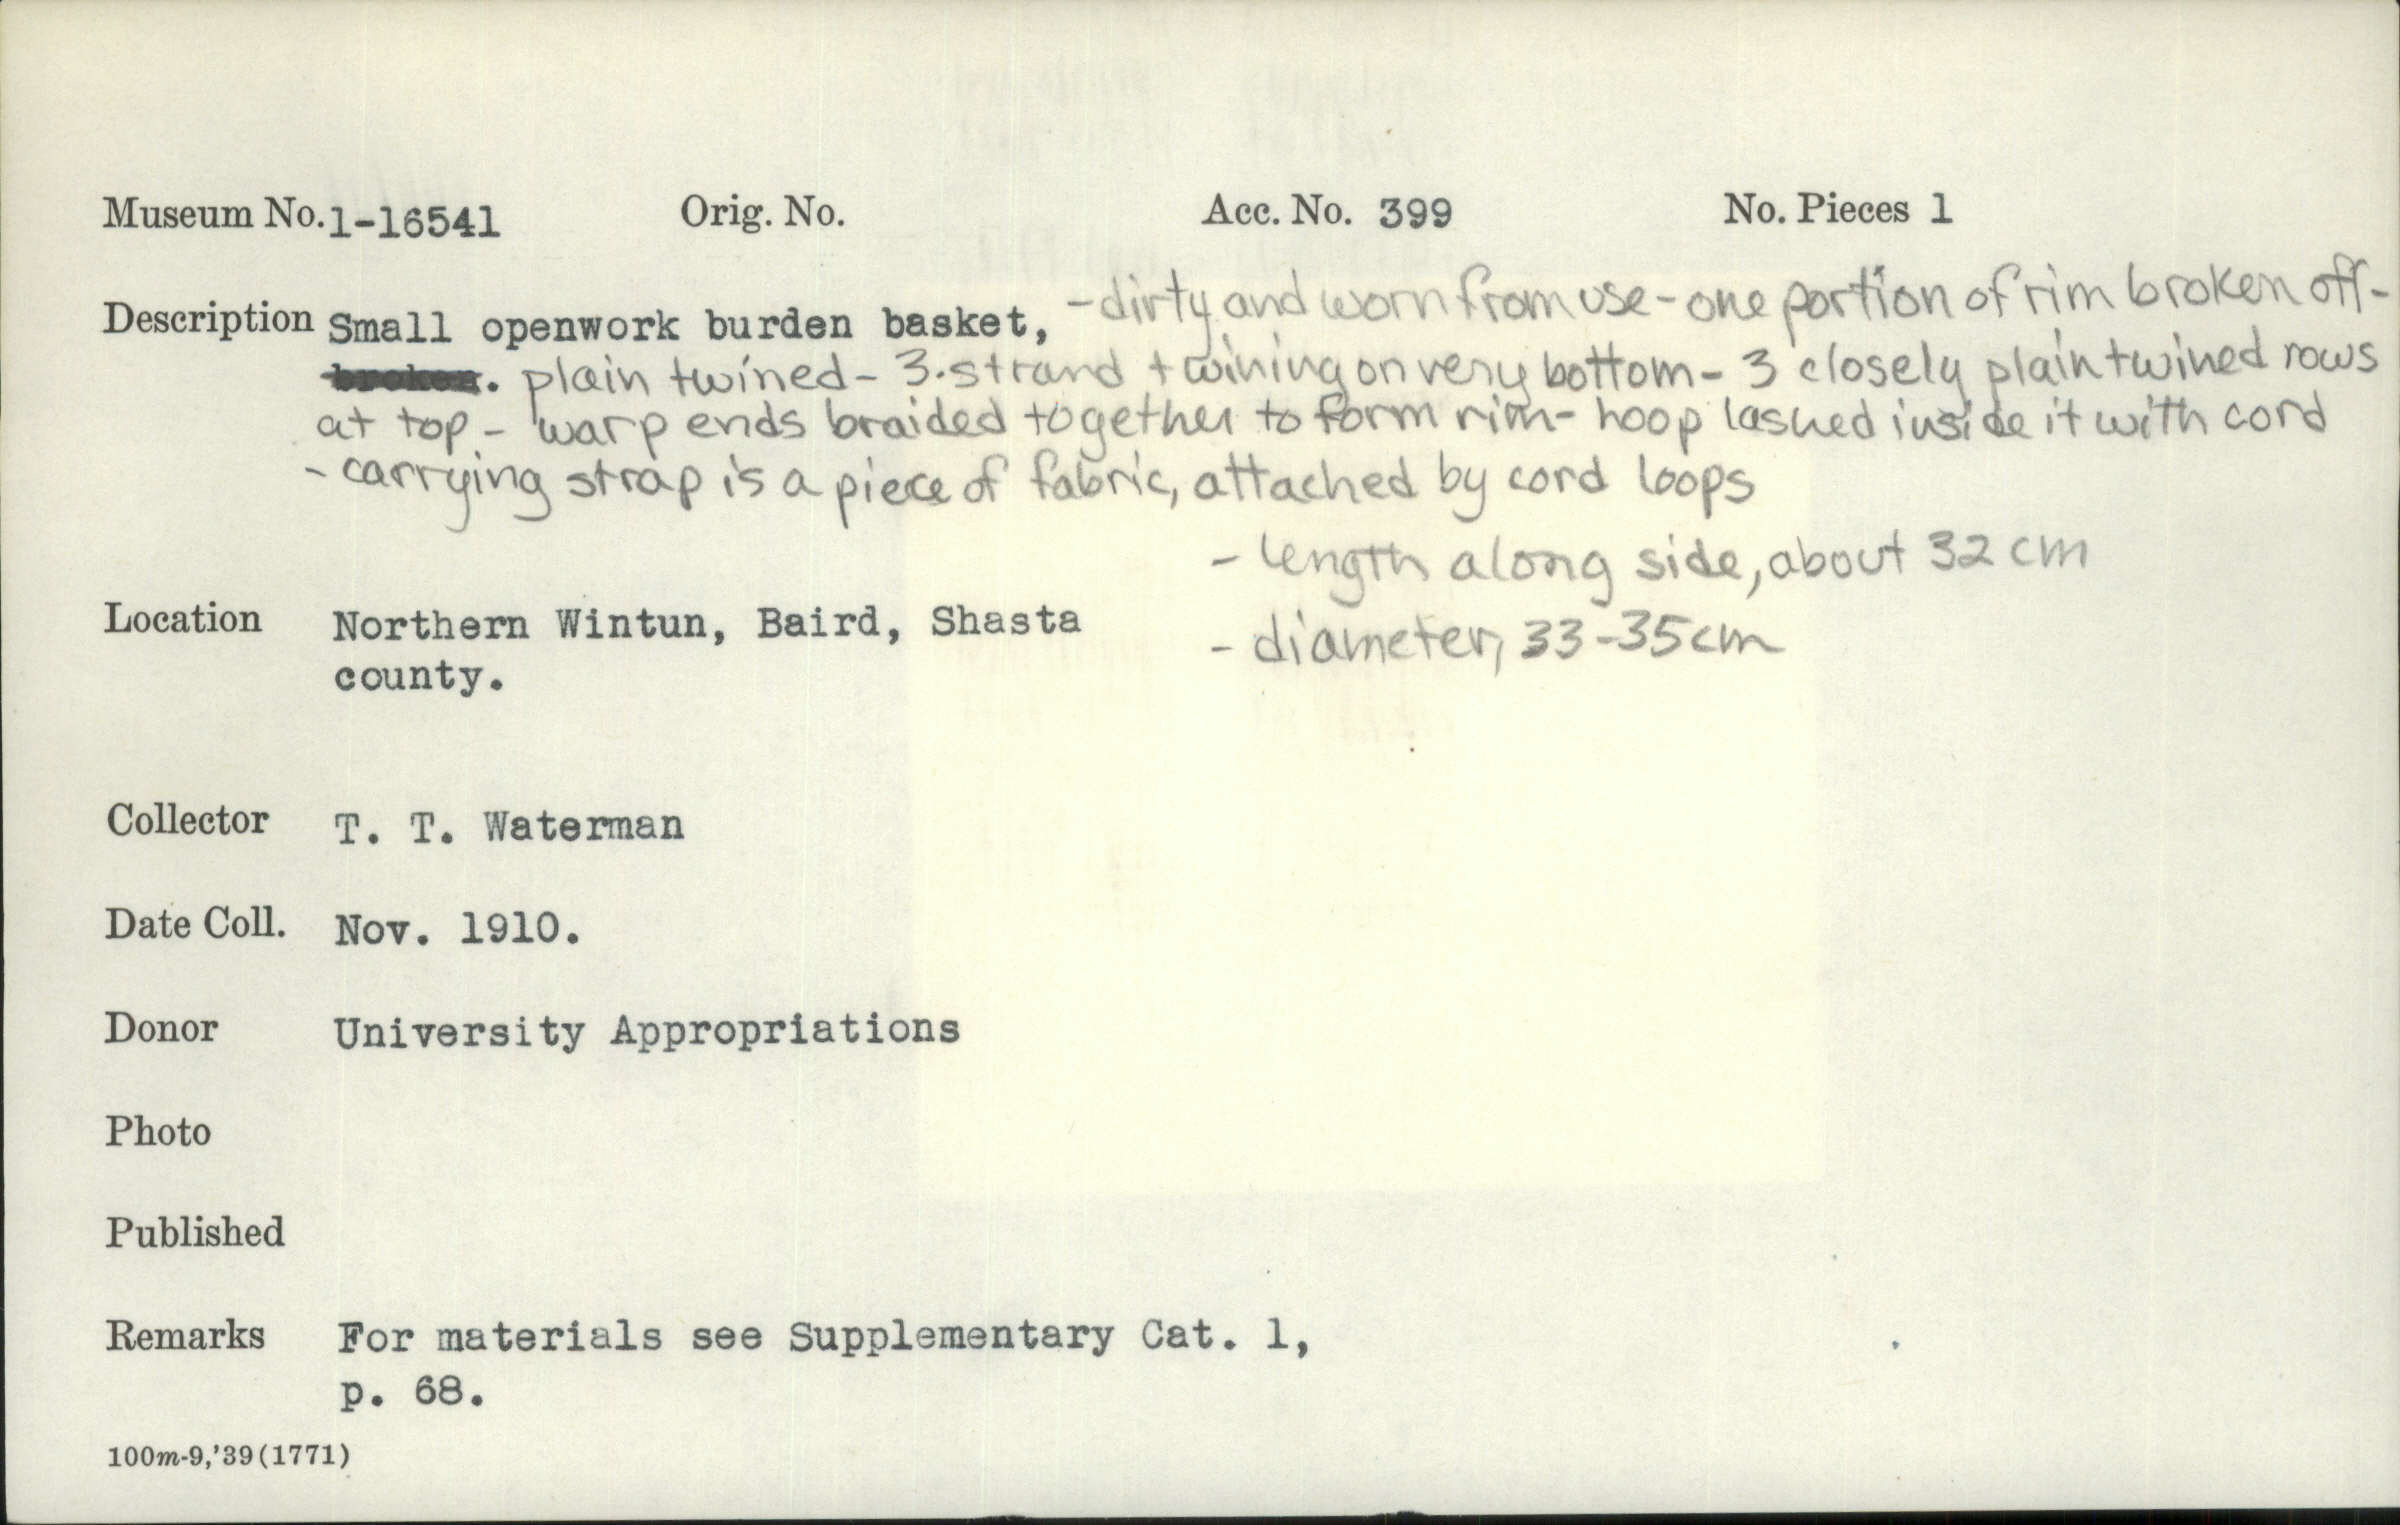 Museum No. 1-16541 Orig. No. Acc. No. 399 No. Pieces 1
Description Small openwork burden basket, - dirty and worn from use - one portion of rim broken off -
broken. plain twined - 3-strand twining on very bottom - 3 closely plain twined rows
at top - warp ends braided together to form rim - hoop lashed inside it with cord
- carrying strap is a piece of fabric, attached by cord loops
- length along side, about 32 cm
Location Northern Wintun, Baird, Shasta
- diameter, 33-35 cm
county.
Collector T. T. Waterman
Date Coll. Nov. 1910.
Donor University Appropriations
Photo
Published
Remarks For materials see Supplementary Cat. 1,
p. 68.
100m-9,'39(1771)